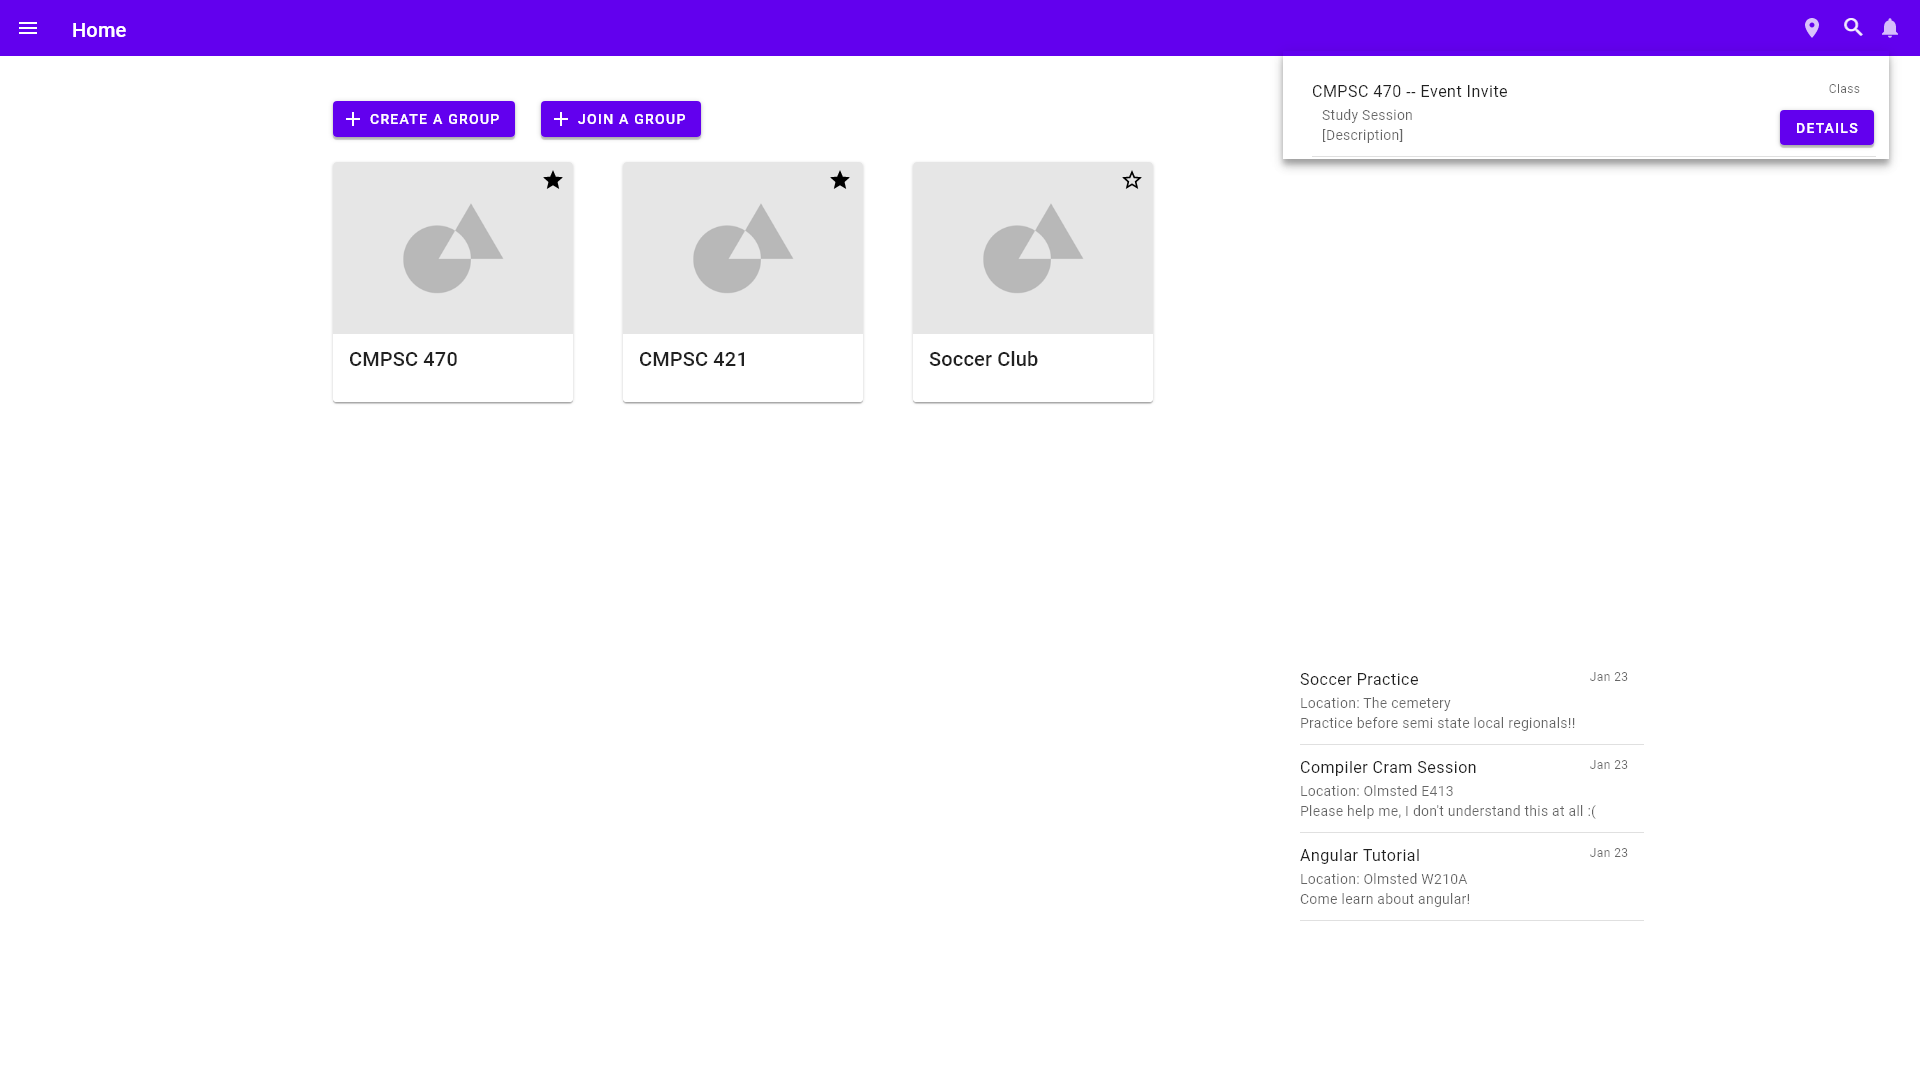 Home
CREATE A GROUP
JOIN A GROUP
CMPSC 470 -- Event Invite
Class
Study Session
[Description]
DETAILS
CMPSC 470
CMPSC 421
Soccer Club
Soccer Practice
Jan 23
Location: The cemetery
Practice before semi state local regionals!!
Compiler Cram Session
Jan 23
Location: Olmsted E413
Please help me, I don't understand this at all :(
Angular Tutorial
Jan 23
Location: Olmsted W210A
Come learn about angular!